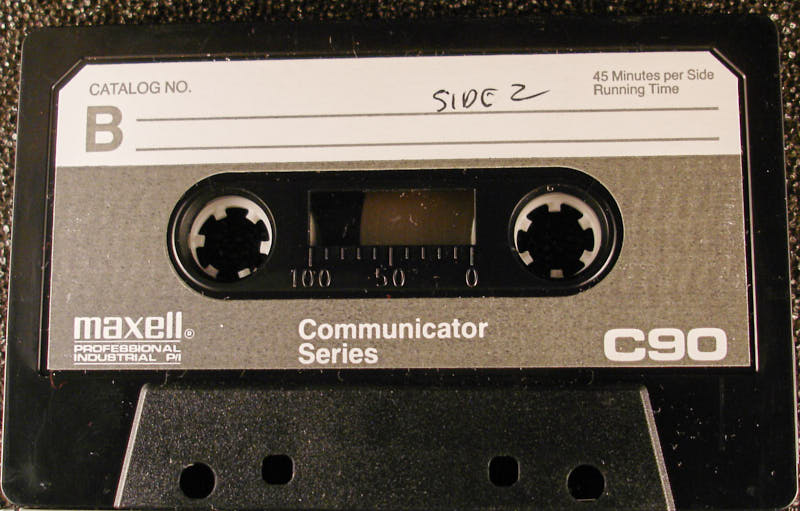 CATALOG NO.
45 Minutes per Side
Running Time
SIDE 2
B
100 50 0
maxell®
PROFESSIONAL
INDUSTRIAL P/I
Communicator
Series
C90